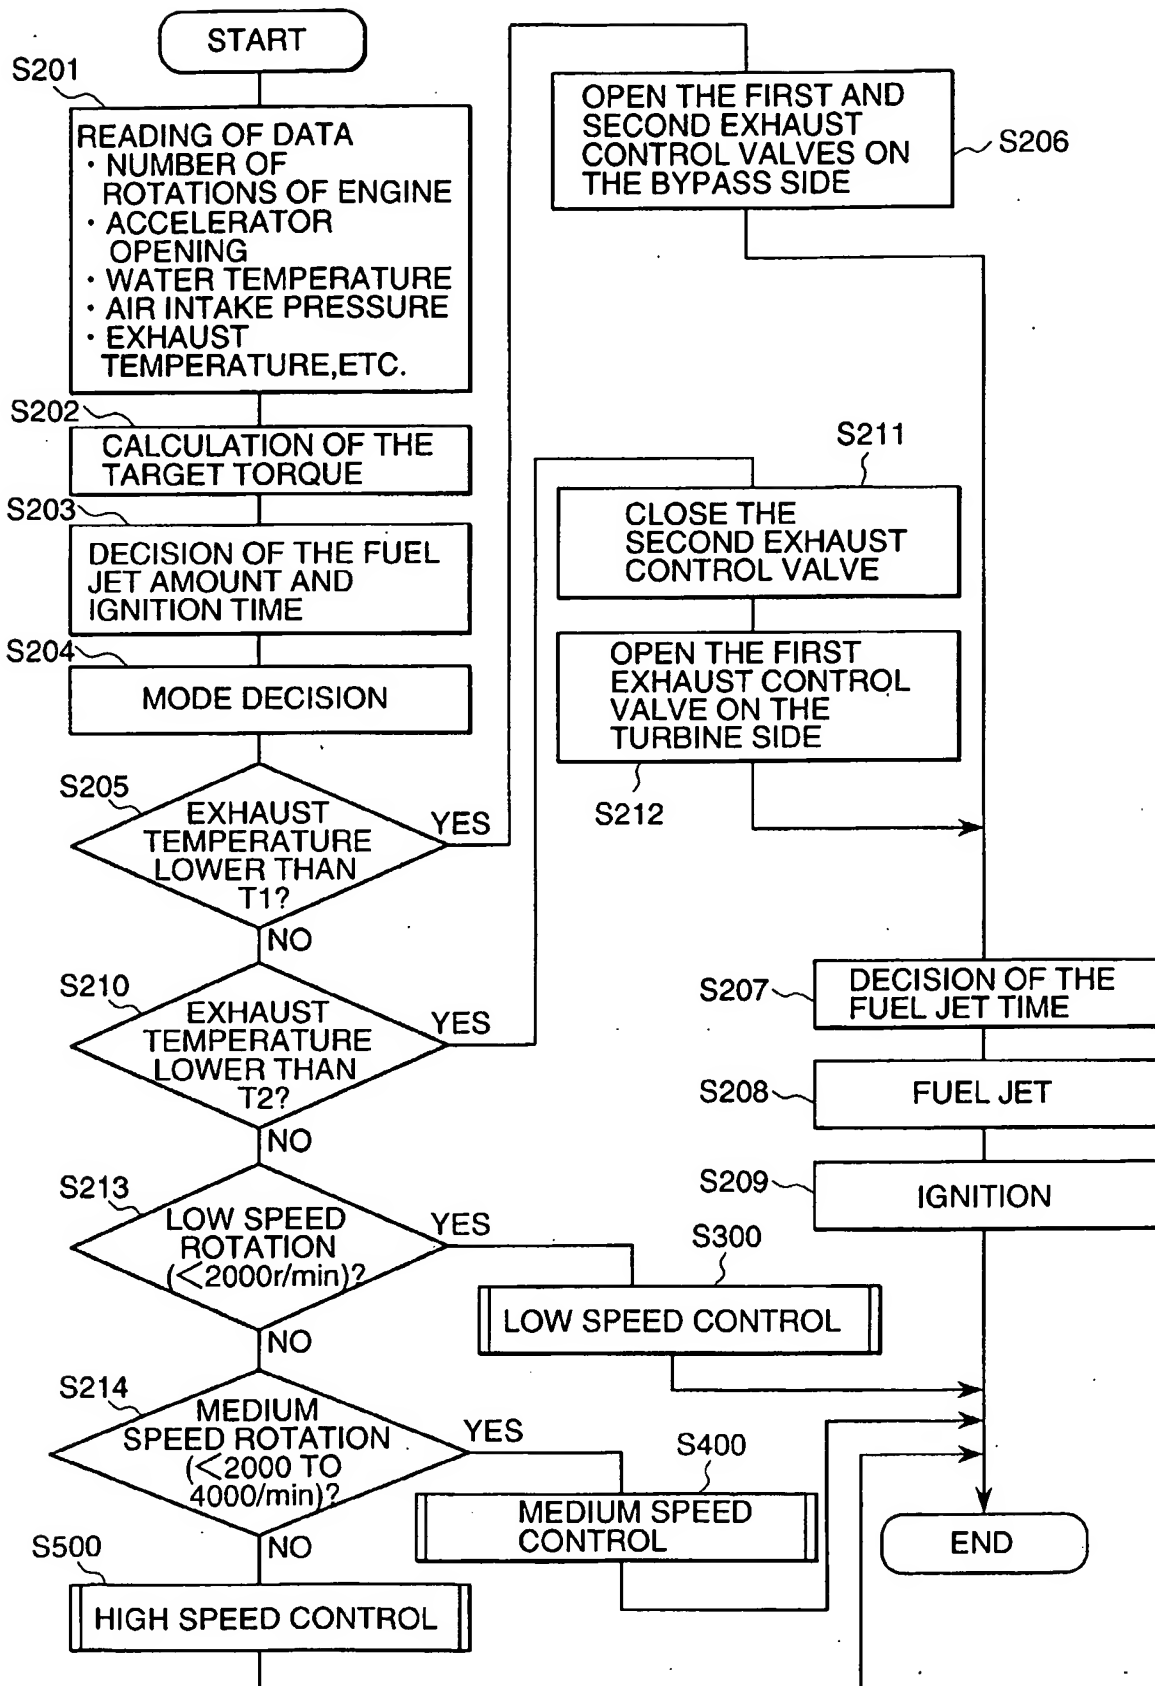 START
S201
READING OF DATA
· NUMBER OF
ROTATIONS OF ENGINE
· ACCELERATOR
OPENING
· WATER TEMPERATURE
· AIR INTAKE PRESSURE
· EXHAUST
TEMPERATURE,ETC.
S202
CALCULATION OF THE
TARGET TORQUE
S203
DECISION OF THE FUEL
JET AMOUNT AND
IGNITION TIME
S204
MODE DECISION
S205
EXHAUST
TEMPERATURE
LOWER THAN
T1?
YES
NO
OPEN THE FIRST AND
SECOND EXHAUST
CONTROL VALVES ON
THE BYPASS SIDE
S206
S210
EXHAUST
TEMPERATURE
LOWER THAN
T2?
YES
NO
S211
CLOSE THE
SECOND EXHAUST
CONTROL VALVE
OPEN THE FIRST
EXHAUST CONTROL
VALVE ON THE
TURBINE SIDE
S212
S207
DECISION OF THE
FUEL JET TIME
S208
FUEL JET
S209
IGNITION
S213
LOW SPEED
ROTATION
(<2000r/min)?
YES
NO
S300
LOW SPEED CONTROL
S214
MEDIUM
SPEED ROTATION
(<2000 TO
4000/min)?
YES
NO
S400
MEDIUM SPEED
CONTROL
END
S500
HIGH SPEED CONTROL